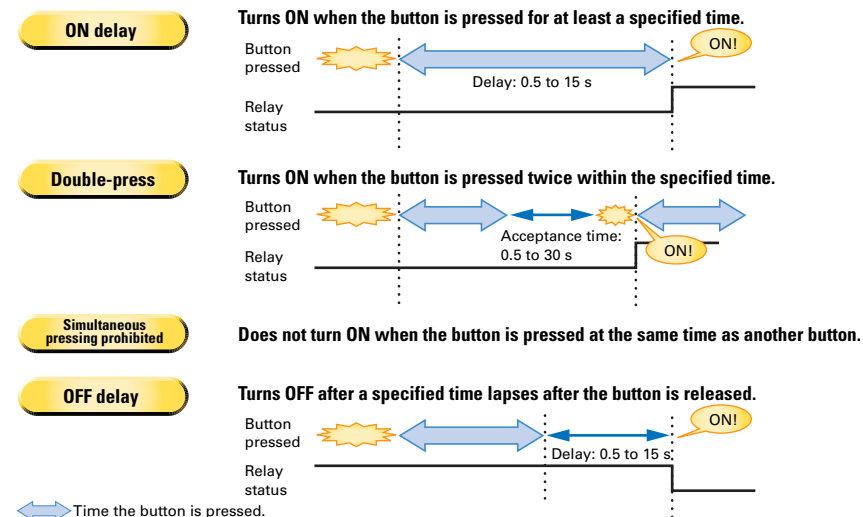 ON delay
Turns ON when the button is pressed for at least a specified time.
Button
pressed
ON!
Delay: 0.5 to 15 s
Relay
status
Double-press
Turns ON when the button is pressed twice within the specified time.
Button
pressed
Acceptance time:
0.5 to 30 s
ON!
Relay
status
Simultaneous
pressing prohibited
Does not turn ON when the button is pressed at the same time as another button.
OFF delay
Turns OFF after a specified time lapses after the button is released.
Button
pressed
ON!
Delay: 0.5 to 15 s
Relay
status
Time the button is pressed.